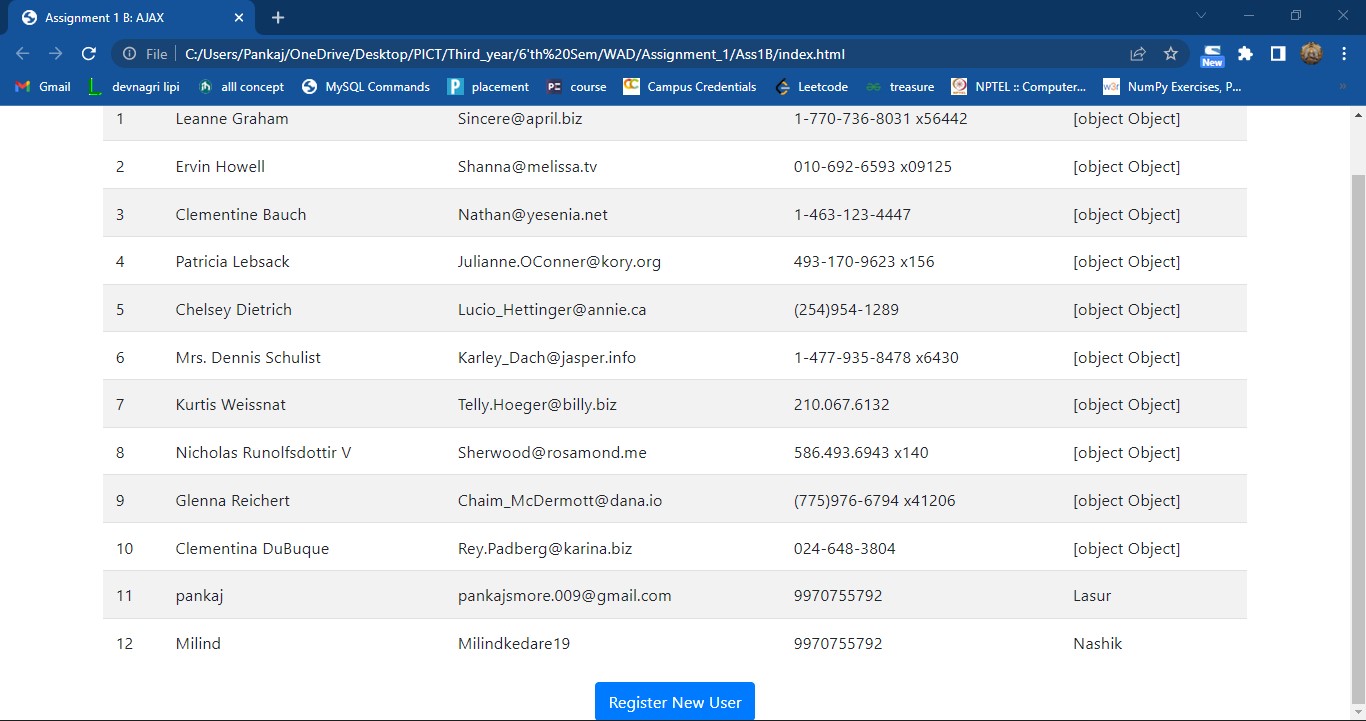 Assignment 1 B: AJAX
File C:/Users/Pankaj/OneDrive/Desktop/PICT/Third_year/6'th%20Sem/WAD/Assignment_1/Ass1B/index.html New
Gmail devnagri lipi alll concept MySQL Commands placement course Campus Credentials Leetcode treasure NPTEL :: Computer... NumPy Exercises, P... »
1 Leanne Graham Sincere@april.biz 1-770-736-8031 x56442 [object Object]
2 Ervin Howell Shanna@melissa.tv 010-692-6593 x09125 [object Object]
3 Clementine Bauch Nathan@yesenia.net 1-463-123-4447 [object Object]
4 Patricia Lebsack Julianne.OConner@kory.org 493-170-9623 x156 [object Object]
5 Chelsey Dietrich Lucio_Hettinger@annie.ca (254)954-1289 [object Object]
6 Mrs. Dennis Schulist Karley_Dach@jasper.info 1-477-935-8478 x6430 [object Object]
7 Kurtis Weissnat Telly.Hoeger@billy.biz 210.067.6132 [object Object]
8 Nicholas Runolfsdottir V Sherwood@rosamond.me 586.493.6943 x140 [object Object]
9 Glenna Reichert Chaim_McDermott@dana.io (775)976-6794 x41206 [object Object]
10 Clementina DuBuque Rey.Padberg@karina.biz 024-648-3804 [object Object]
11 pankaj pankajsmore.009@gmail.com 9970755792 Lasur
12 Milind Milindkedare19 9970755792 Nashik
Register New User